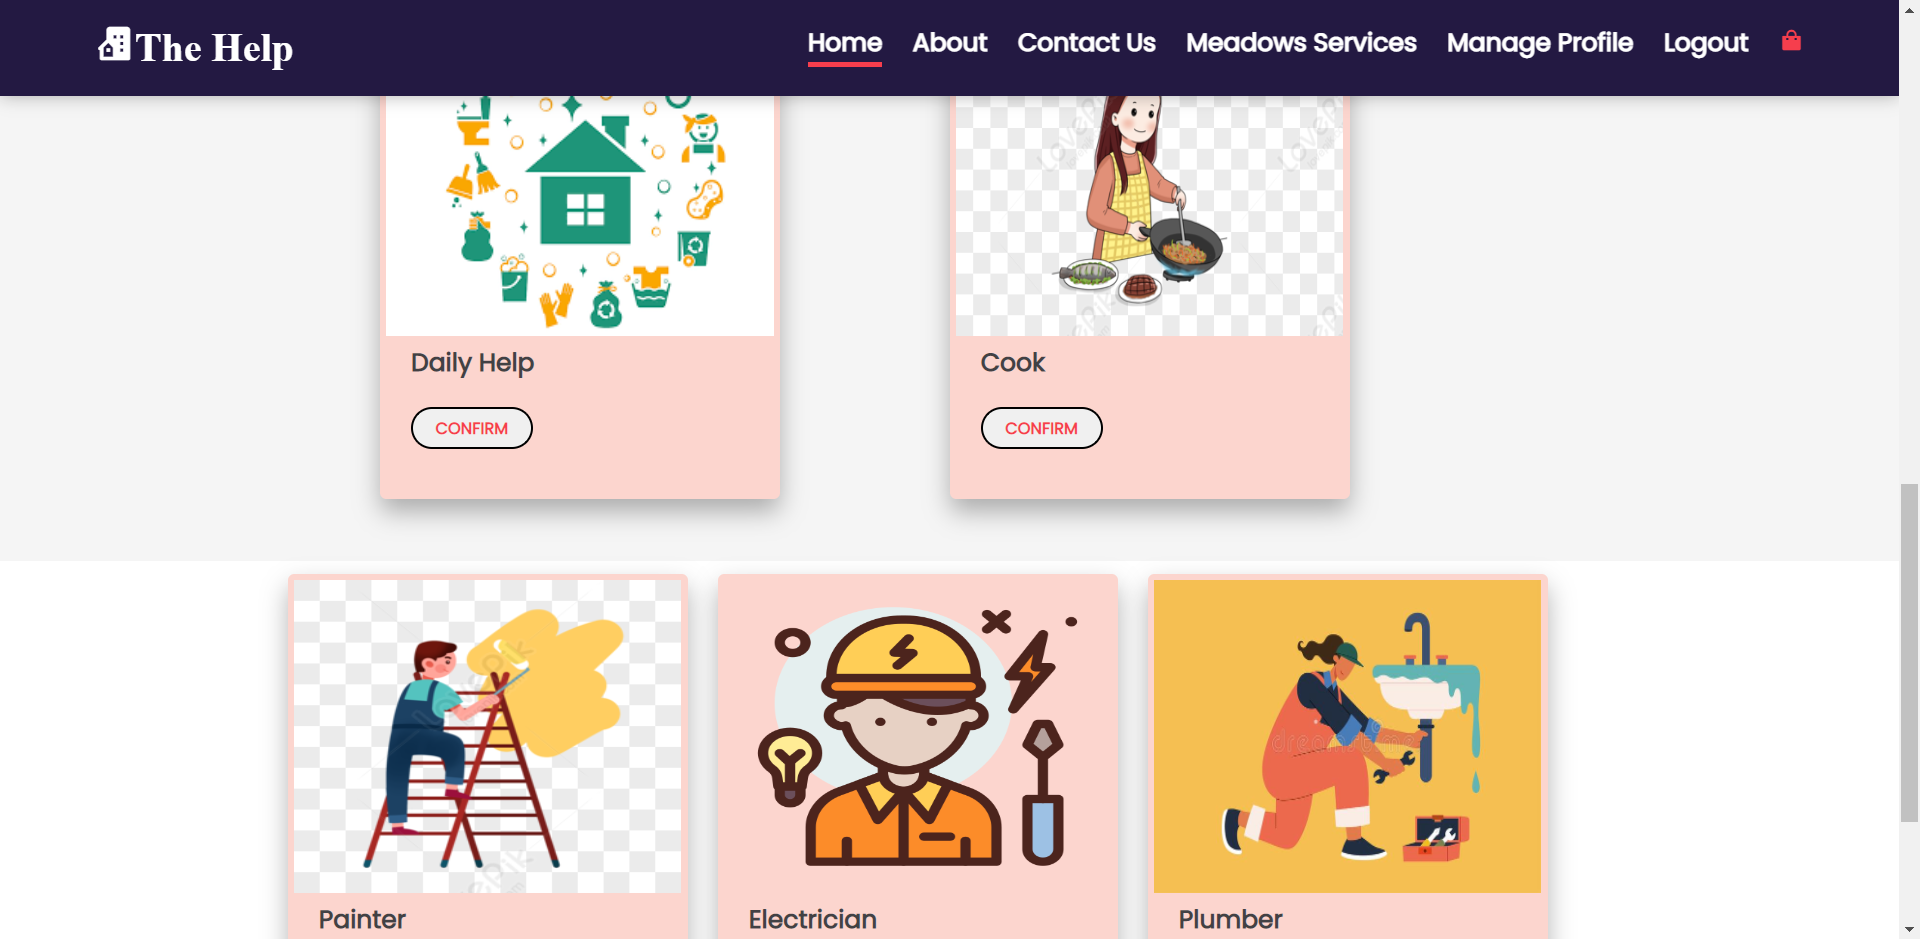 The Help
Home About Contact Us Meadows Services Manage Profile Logout
Daily Help
Cook
CONFIRM
CONFIRM
dreamstime
Painter
Electrician
Plumber